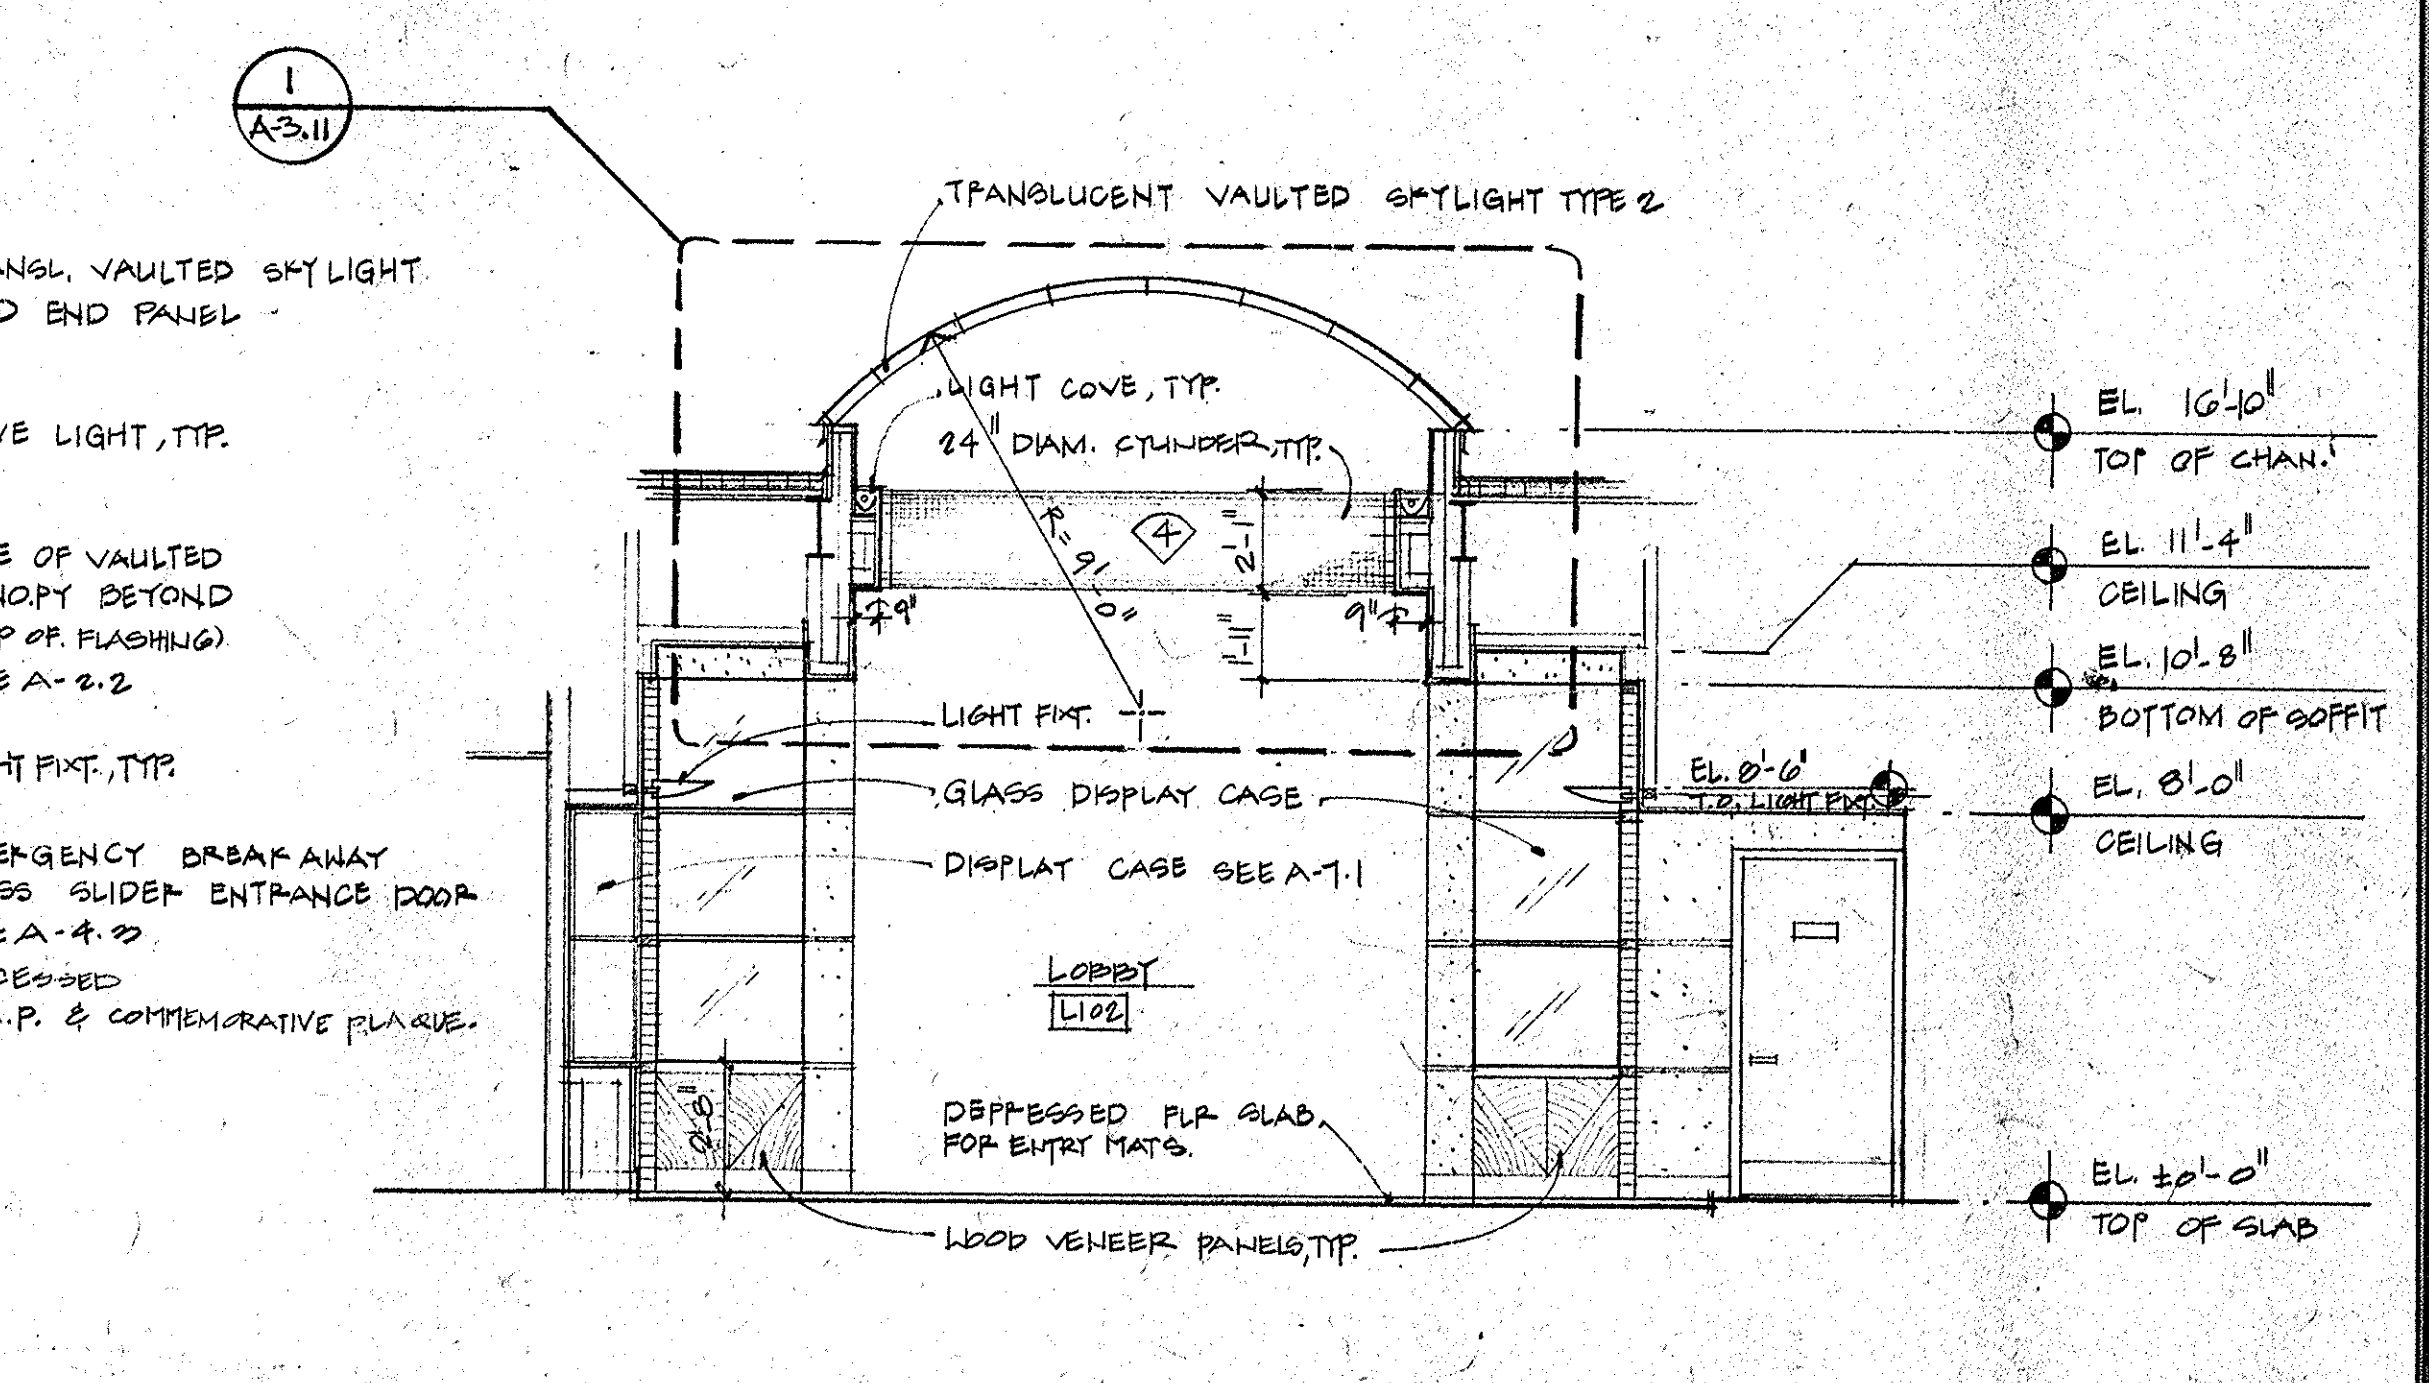 1
A-3.11
TRANSLUCENT VAULTED SKYLIGHT TYPE 2
ANSL. VAULTED SKYLIGHT
D END PANEL
LIGHT COVE, TYP.
24" DIAM. CYLINDER, TYP.
VE LIGHT, TYP.
R= 9'-0"
4
2'-1"
E OF VAULTED
NOPY BEYOND
P OF FLASHING)
E A-2.2
9"
9"
1'-11"
LIGHT FIXT.
HT FIXT., TYP.
GLASS DISPLAY CASE
DISPLAY CASE SEE A-7.1
ERGENCY BREAKAWAY
SS SLIDER ENTRANCE DOOR
E A-4.3
CESSED
.P. & COMMEMORATIVE PLAQUE.
LOBBY
L102
2'-8"
DEPRESSED FLR SLAB
FOR ENTRY MATS.
WOOD VENEER PANELS, TYP.
EL. 16'-10"
TOP OF CHAN.
EL. 11'-4"
CEILING
EL. 10'-8"
BOTTOM OF SOFFIT
EL. 8'-6"
T.O. LIGHT FIXT.
EL. 8'-0"
CEILING
EL. ±0'-0"
TOP OF SLAB